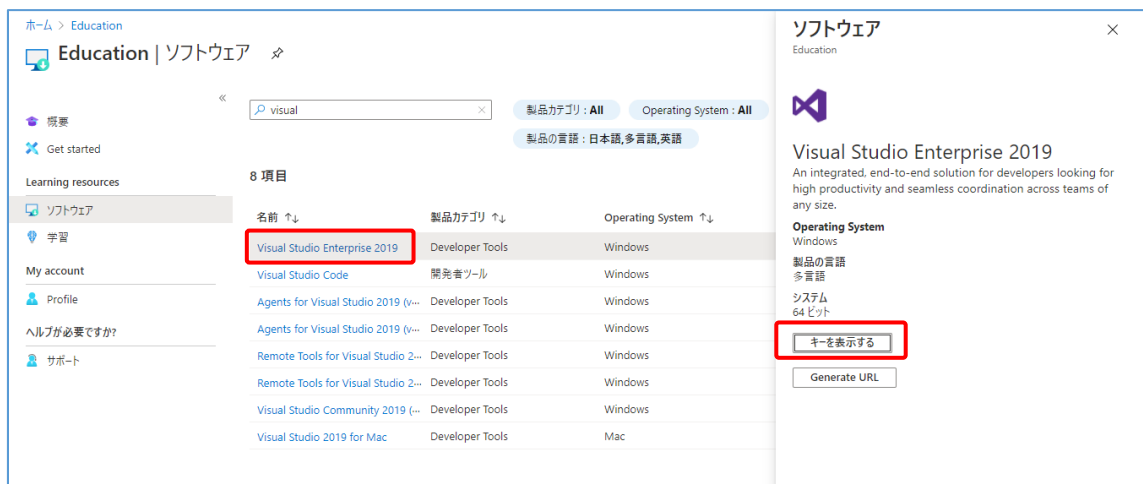 ホーム > Education
Education | ソフトウェア
«
概要
Get started
Learning resources
ソフトウェア
学習
My account
Profile
ヘルプが必要ですか?
サポート
visual
製品カテゴリ : All
Operating System : All
製品の言語 : 日本語,多言語,英語
8 項目
名前 ↑↓ 製品カテゴリ ↑↓ Operating System ↑↓
Visual Studio Enterprise 2019 Developer Tools Windows
Visual Studio Code 開発者ツール Windows
Agents for Visual Studio 2019 (v··· Developer Tools Windows
Agents for Visual Studio 2019 (v··· Developer Tools Windows
Remote Tools for Visual Studio 2··· Developer Tools Windows
Remote Tools for Visual Studio 2··· Developer Tools Windows
Visual Studio Community 2019 (··· Developer Tools Windows
Visual Studio 2019 for Mac Developer Tools Mac
ソフトウェア
Education
Visual Studio Enterprise 2019
An integrated, end-to-end solution for developers looking for
high productivity and seamless coordination across teams of
any size.
Operating System
Windows
製品の言語
多言語
システム
64 ビット
キーを表示する
Generate URL